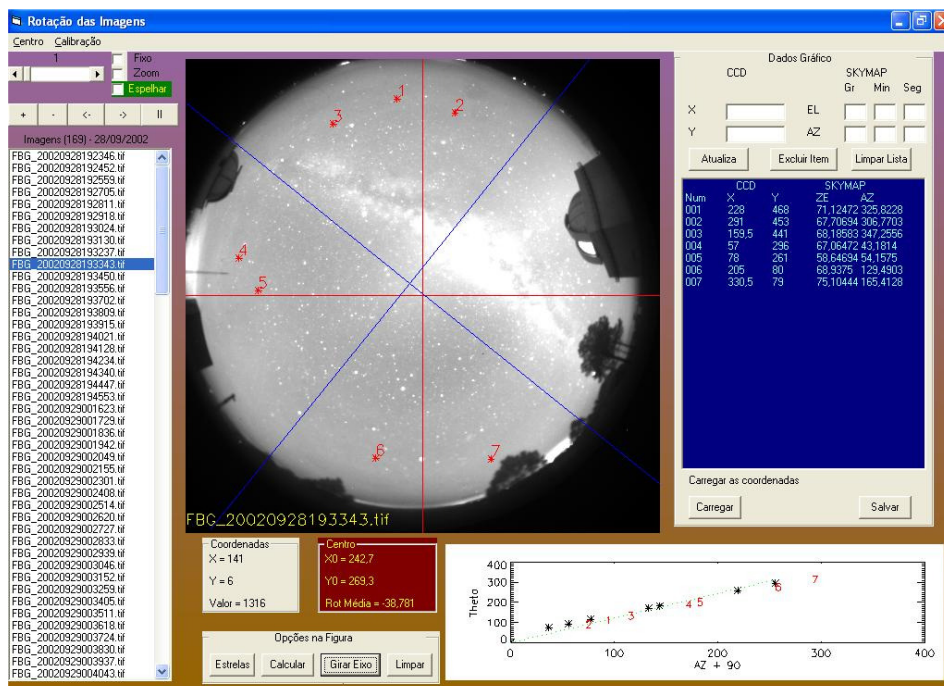 Rotação das Imagens
Centro Calibração
1
Fixo
Zoom
Espelhar
+ - <- -> II
Imagens (169) - 28/09/2002
FBG_20020928192346.tif
FBG_20020928192452.tif
FBG_20020928192559.tif
FBG_20020928192705.tif
FBG_20020928192811.tif
FBG_20020928192918.tif
FBG_20020928193024.tif
FBG_20020928193130.tif
FBG_20020928193237.tif
FBG_20020928193343.tif
FBG_20020928193450.tif
FBG_20020928193556.tif
FBG_20020928193702.tif
FBG_20020928193809.tif
FBG_20020928193915.tif
FBG_20020928194021.tif
FBG_20020928194128.tif
FBG_20020928194234.tif
FBG_20020928194340.tif
FBG_20020928194447.tif
FBG_20020928194553.tif
FBG_20020929001623.tif
FBG_20020929001729.tif
FBG_20020929001836.tif
FBG_20020929001942.tif
FBG_20020929002049.tif
FBG_20020929002155.tif
FBG_20020929002301.tif
FBG_20020929002408.tif
FBG_20020929002514.tif
FBG_20020929002620.tif
FBG_20020929002727.tif
FBG_20020929002833.tif
FBG_20020929002939.tif
FBG_20020929003046.tif
FBG_20020929003152.tif
FBG_20020929003259.tif
FBG_20020929003405.tif
FBG_20020929003511.tif
FBG_20020929003618.tif
FBG_20020929003724.tif
FBG_20020929003830.tif
FBG_20020929003937.tif
FBG_20020929004043.tif
1
2
3
4
5
6
7
FBG_20020928193343.tif
Dados Gráfico
CCD SKYMAP
Gr Min Seg
X EL
Y AZ
Atualiza Excluir Item Limpar Lista
CCD SKYMAP
Num X Y ZE AZ
001 228 468 71,12472 325,8228
002 291 453 67,70694 306,7703
003 159,5 441 68,18583 347,2556
004 57 296 67,06472 43,1814
005 78 261 58,64694 54,1575
006 205 80 68,9375 129,4903
007 330,5 79 75,10444 165,4128
Carregar as coordenadas
Carregar Salvar
Coordenadas
X = 141
Y = 6
Valor = 1316
Centro
X0 = 242,7
Y0 = 269,3
Rot Média = -38,781
Opções na Figura
Estrelas Calcular Girar Eixo Limpar
Theto
400
300
200
100
0
2 1 3 4 5 6 7
0 100 200 300 400
AZ + 90